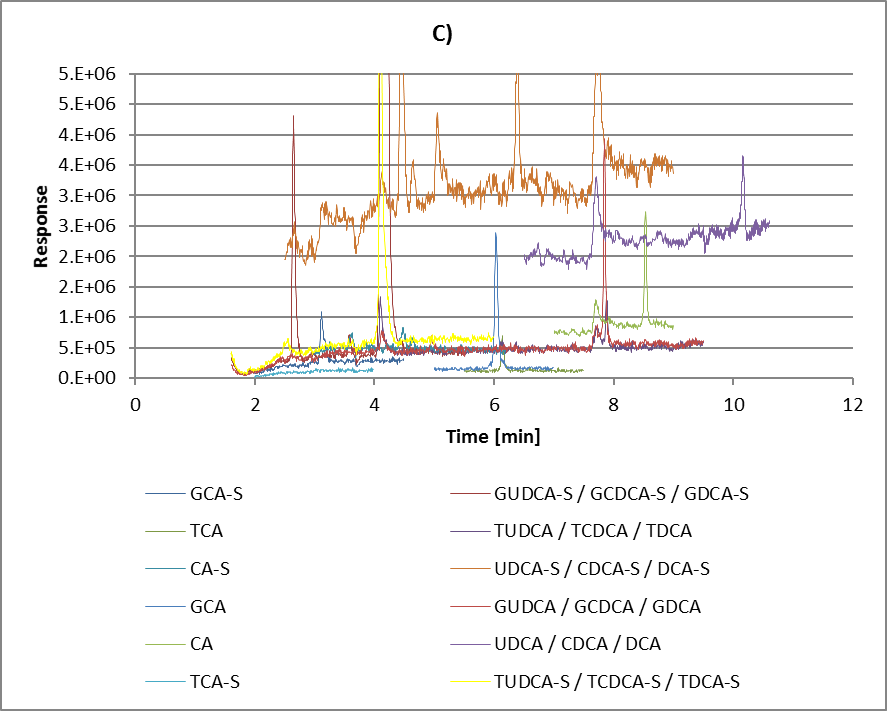 C)
5.E+06
5.E+06
4.E+06
4.E+06
3.E+06
3.E+06
2.E+06
2.E+06
1.E+06
5.E+05
0.E+00
Response
0 2 4 6 8 10 12
Time [min]
GCA-S GUDCA-S / GCDCA-S / GDCA-S
TCA TUDCA / TCDCA / TDCA
CA-S UDCA-S / CDCA-S / DCA-S
GCA GUDCA / GCDCA / GDCA
CA UDCA / CDCA / DCA
TCA-S TUDCA-S / TCDCA-S / TDCA-S